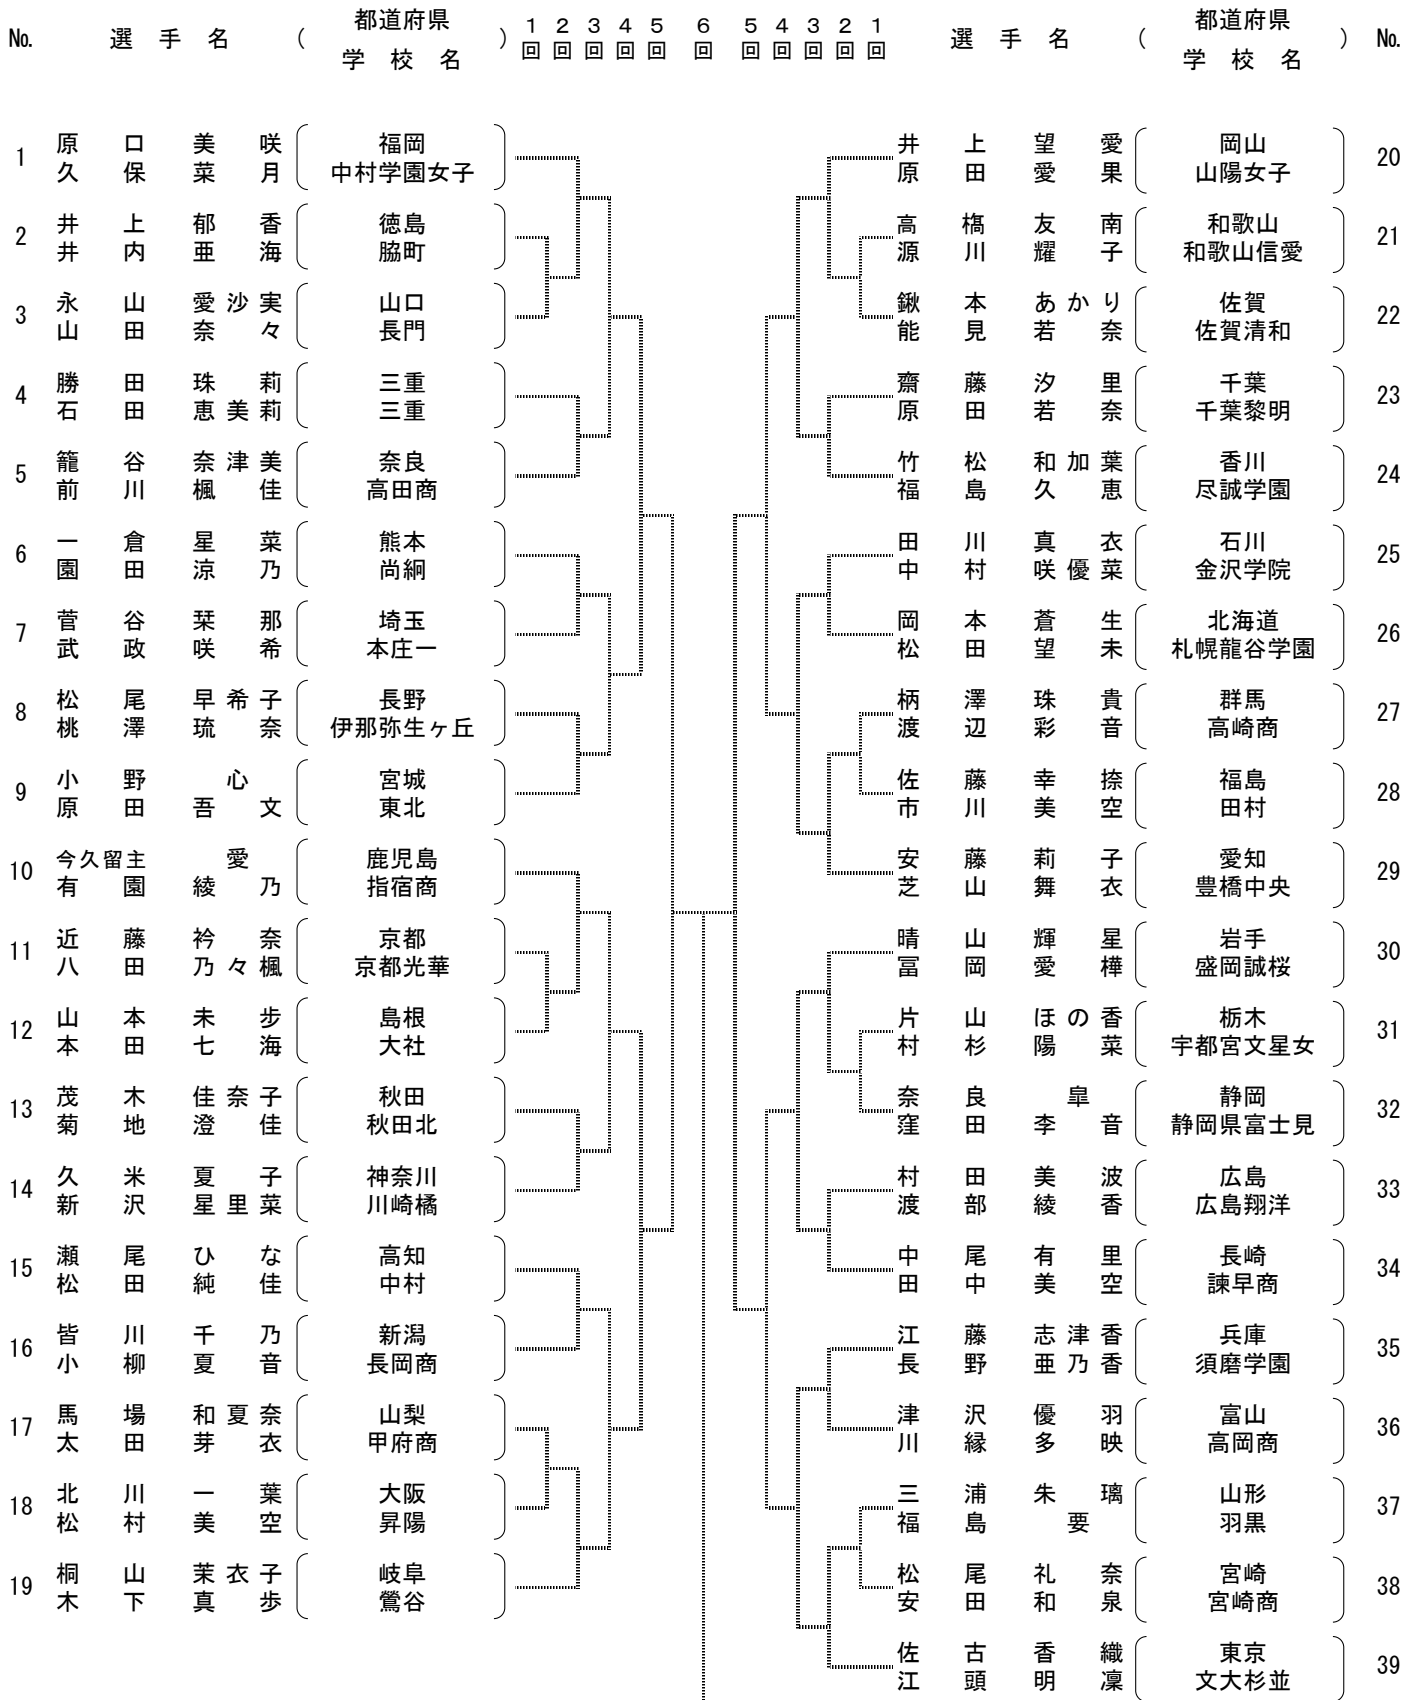 都道府県 都道府県
№ 選手名 ( 学校名 ) 1回 2回 3回 4回 5回 6回 5回 4回 3回 2回 1回 選手名 ( 学校名 ) №
1 原口美咲 久保菜月 ( 福岡 中村学園女子 )
2 井上郁香 井内亜海 ( 徳島 脇町 )
3 永山愛沙実 山田奈々 ( 山口 長門 )
4 勝田珠莉 石田恵美莉 ( 三重 三重 )
5 籠谷奈津美 前川楓佳 ( 奈良 高田商 )
6 一倉星菜 園田涼乃 ( 熊本 尚絅 )
7 菅谷栞那 武政咲希 ( 埼玉 本庄一 )
8 松尾早希子 桃澤琉奈 ( 長野 伊那弥生ヶ丘 )
9 小野心 原田吾文 ( 宮城 東北 )
10 今久留主愛 有園綾乃 ( 鹿児島 指宿商 )
11 近藤衿奈 八田乃々楓 ( 京都 京都光華 )
12 山本未歩 本田七海 ( 島根 大社 )
13 茂木佳奈子 菊地澄佳 ( 秋田 秋田北 )
14 久米夏子 新沢星里菜 ( 神奈川 川崎橘 )
15 瀬尾ひな 松田純佳 ( 高知 中村 )
16 皆川千乃 小柳夏音 ( 新潟 長岡商 )
17 馬場和夏奈 太田芽衣 ( 山梨 甲府商 )
18 北川一葉 松村美空 ( 大阪 昇陽 )
19 桐山茉衣子 木下真歩 ( 岐阜 鶯谷 )
井上望愛 原田愛果 ( 岡山 山陽女子 ) 20
高橋友南 源川耀子 ( 和歌山 和歌山信愛 ) 21
鍬本あかり 能見若奈 ( 佐賀 佐賀清和 ) 22
齋藤汐里 原田若奈 ( 千葉 千葉黎明 ) 23
竹松和加葉 福島久恵 ( 香川 尽誠学園 ) 24
田川真衣 中村咲優菜 ( 石川 金沢学院 ) 25
岡本蒼生 松田望未 ( 北海道 札幌龍谷学園 ) 26
柄澤珠貴 渡辺彩音 ( 群馬 高崎商 ) 27
佐藤幸捺 市川美空 ( 福島 田村 ) 28
安藤莉子 芝山舞衣 ( 愛知 豊橋中央 ) 29
晴山輝星 冨岡愛樺 ( 岩手 盛岡誠桜 ) 30
片山ほの香 村杉陽菜 ( 栃木 宇都宮文星女 ) 31
奈良皐 窪田李音 ( 静岡 静岡県富士見 ) 32
村田美波 渡部綾香 ( 広島 広島翔洋 ) 33
中尾有里 田中美空 ( 長崎 諫早商 ) 34
江藤志津香 長野亜乃香 ( 兵庫 須磨学園 ) 35
津沢優羽 川縁多映 ( 富山 高岡商 ) 36
三浦朱璃 福島要 ( 山形 羽黒 ) 37
松尾礼奈 安田和泉 ( 宮崎 宮崎商 ) 38
佐古香織 江頭明凜 ( 東京 文大杉並 ) 39